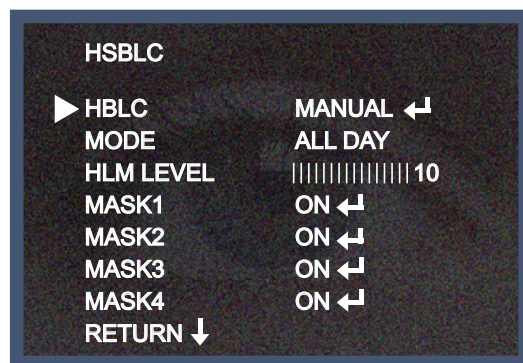 HSBLC
HBLC MANUAL ↵
MODE ALL DAY
HLM LEVEL ||||||||||||||||| 10
MASK1 ON ↵
MASK2 ON ↵
MASK3 ON ↵
MASK4 ON ↵
RETURN ↓